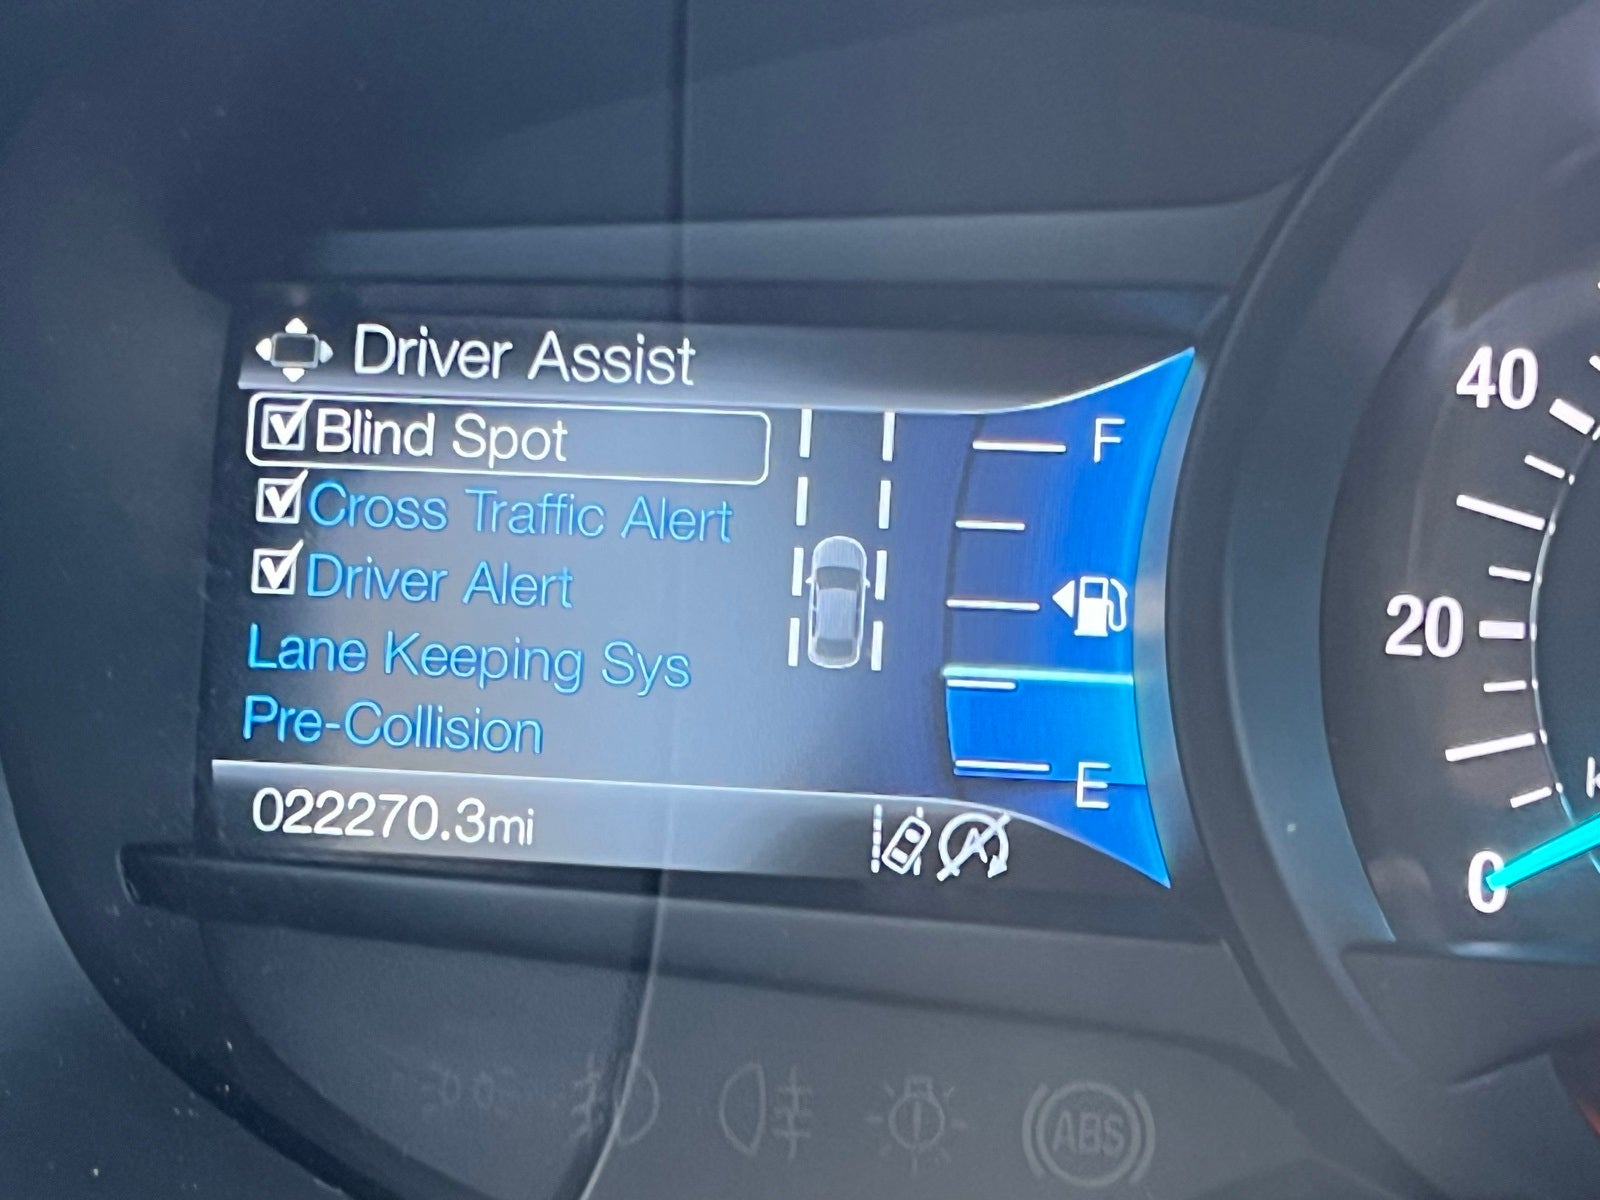 Driver Assist
Blind Spot
Cross Traffic Alert
Driver Alert
Lane Keeping Sys
Pre-Collision
022270.3mi
F
E
40
20
0
ABS